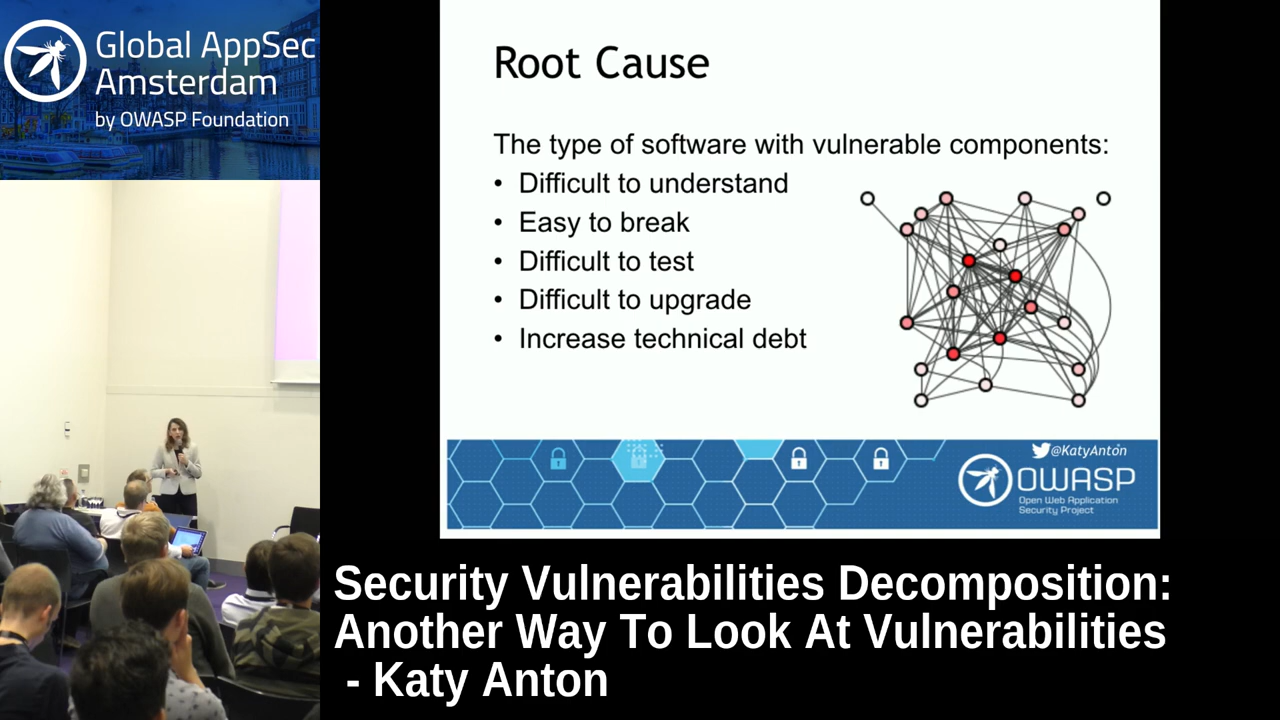 Global AppSec
Amsterdam
by OWASP Foundation
Root Cause
The type of software with vulnerable components:
• Difficult to understand
• Easy to break
• Difficult to test
• Difficult to upgrade
• Increase technical debt
@KatyAnton
OWASP
Open Web Application
Security Project
Security Vulnerabilities Decomposition:
Another Way To Look At Vulnerabilities
- Katy Anton